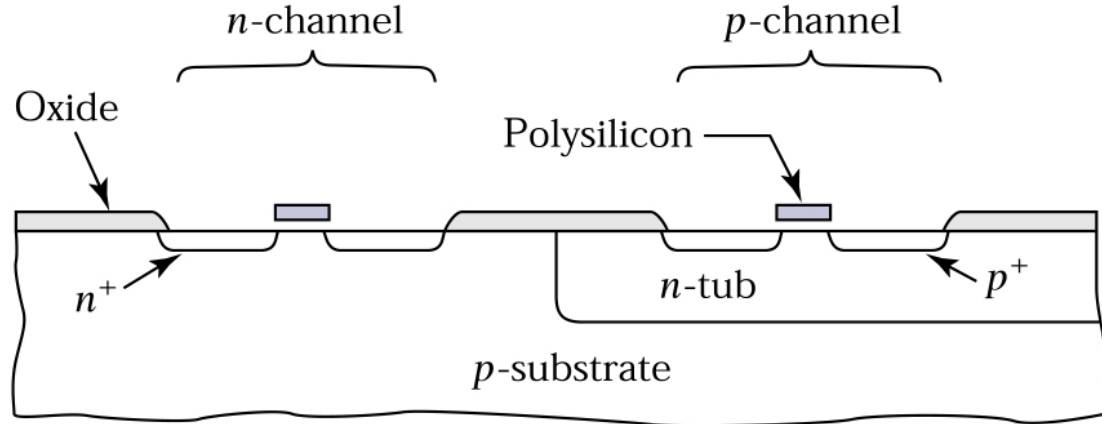 n-channel
p-channel
Oxide
Polysilicon
n+
n-tub
p+
p-substrate